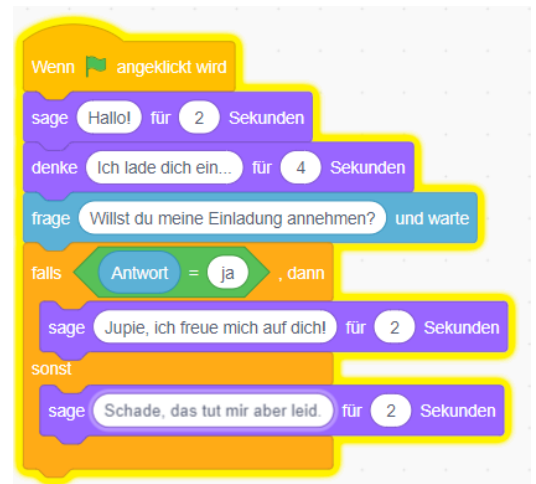 Wenn angeklickt wird
sage Hallo! für 2 Sekunden
denke Ich lade dich ein... für 4 Sekunden
frage Willst du meine Einladung annehmen? und warte
falls Antwort = ja , dann
sage Jupie, ich freue mich auf dich! für 2 Sekunden
sonst
sage Schade, das tut mir aber leid. für 2 Sekunden